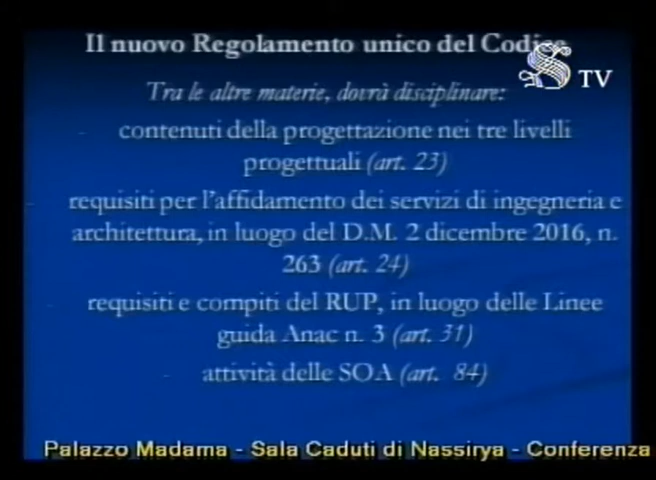 Il nuovo Regolamento unico del Codice
S TV
Tra le altre materie, dovrà disciplinare:
- contenuti della progettazione nei tre livelli
progettuali (art. 23)
- requisiti per l'affidamento dei servizi di ingegneria e
architettura, in luogo del D.M. 2 dicembre 2016, n.
263 (art. 24)
- requisiti e compiti del RUP, in luogo delle Linee
guida Anac n. 3 (art. 31)
- attività delle SOA (art. 84)
Palazzo Madama - Sala Caduti di Nassirya - Conferenza